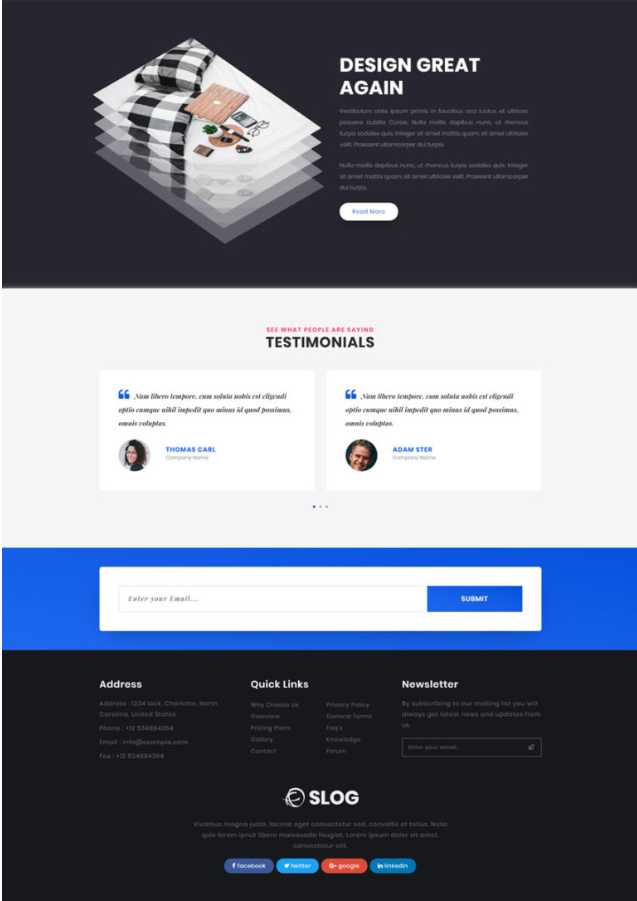 DESIGN GREAT
AGAIN
Vestibulum ante ipsum primis in faucibus orci luctus et ultrices
posuere cubilia Curae; Nulla mollis dapibus nunc, ut rhoncus
turpis sodales quis. Integer sit amet mattis quam, sit amet ultricies
velit. Praesent ullamcorper dui turpis.
Nulla mollis dapibus nunc, ut rhoncus turpis sodales quis. Integer
sit amet mattis quam, sit amet ultricies velit. Praesent ullamcorper
dui turpis.
Read More
SEE WHAT PEOPLE ARE SAYING
TESTIMONIALS
Nam libero tempore, cum soluta nobis est eligendi
optio cumque nihil impedit quo minus id quod possimus,
omnis voluptas.
THOMAS CARL
Company Name
Nam libero tempore, cum soluta nobis est eligendi
optio cumque nihil impedit quo minus id quod possimus,
omnis voluptas.
ADAM STER
Company Name
Enter your Email...
SUBMIT
Address
Address : 1234 lock, Charlotte, North
Carolina, United States
Phone : +12 534894364
Email : info@example.com
Fax : +12 534894364
Quick Links
Why Choose Us
Overview
Pricing Plans
Gallery
Contact
Privacy Policy
General Terms
Faq's
Knowledge
Forum
Newsletter
By subscribing to our mailing list you will
always get latest news and updates from
us.
Enter your email...
SLOG
Vivamus magna justo, lacinia eget consectetur sed, convallis at tellus. Nulla
quis lorem ipnut libero malesuada feugiat. Lorem ipsum dolor sit amet,
consectetur elit.
facebook
twitter
google
linkedin